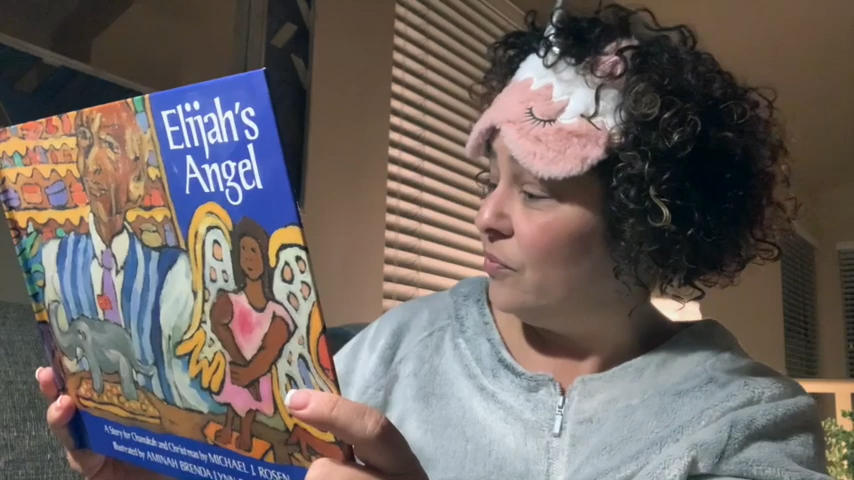 Elijah's
Angel
A Story for Chanukah and Christmas by MICHAEL J. ROSEN
Illustrated by AMINAH BRENDA LYNN